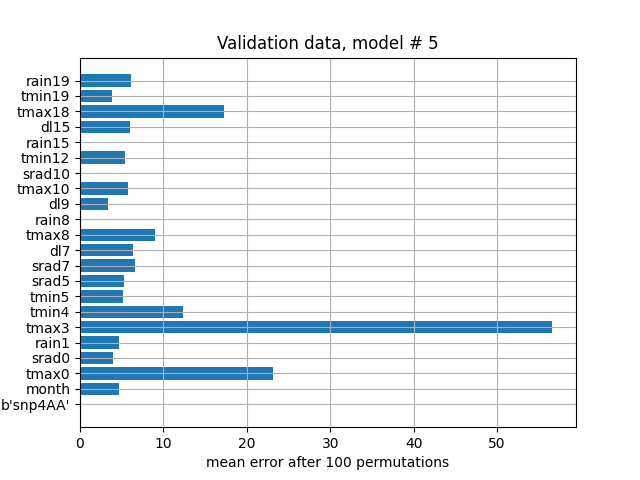 Validation data, model # 5
rain19
tmin19
tmax18
dl15
rain15
tmin12
srad10
tmax10
dl9
rain8
tmax8
dl7
srad7
srad5
tmin5
tmin4
tmax3
rain1
srad0
tmax0
month
b'snp4AA'
0 10 20 30 40 50
mean error after 100 permutations